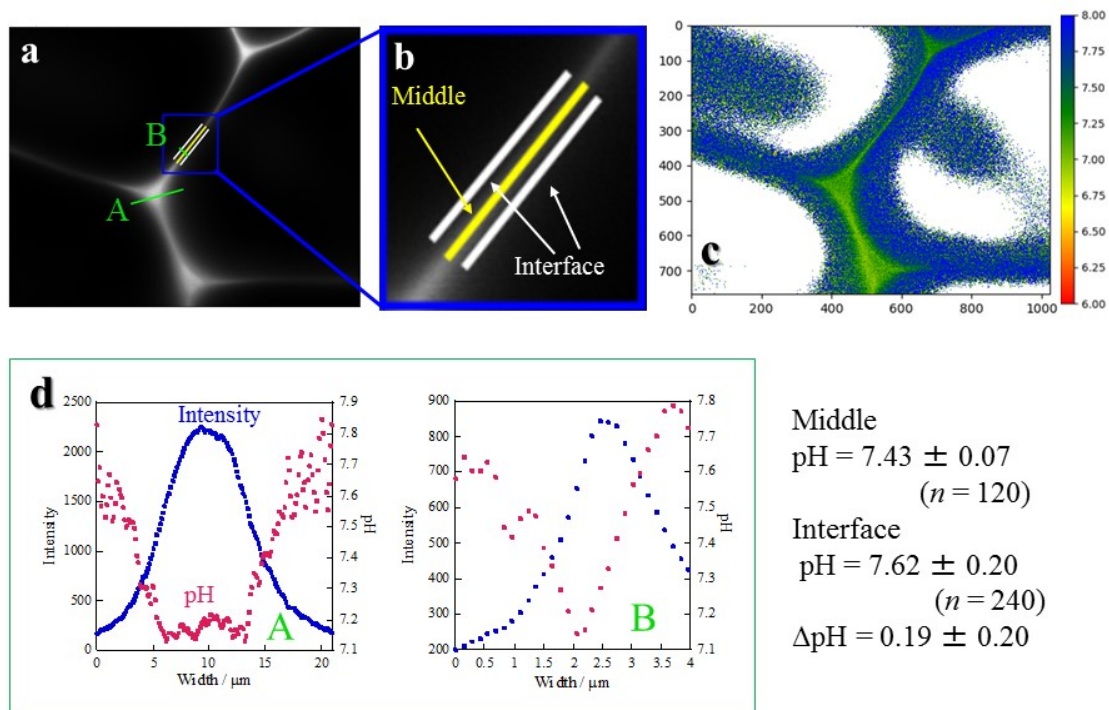 a
B
A
b
Middle
Interface
c
0
100
200
300
400
500
600
700
0
200
400
600
800
1000
8.00
7.75
7.50
7.25
7.00
6.75
6.50
6.25
6.00
d
Intensity
pH
A
2500
2000
1500
1000
500
0
Intensity
7.9
7.8
7.7
7.6
7.5
7.4
7.3
7.2
7.1
pH
0 5 10 15 20
Width / μm
B
900
800
700
600
500
400
300
200
Intensity
7.8
7.7
7.6
7.5
7.4
7.3
7.2
7.1
pH
0 0.5 1 1.5 2 2.5 3 3.5 4
Width / μm
Middle
pH = 7.43 ± 0.07
(n = 120)
Interface
pH = 7.62 ± 0.20
(n = 240)
ΔpH = 0.19 ± 0.20